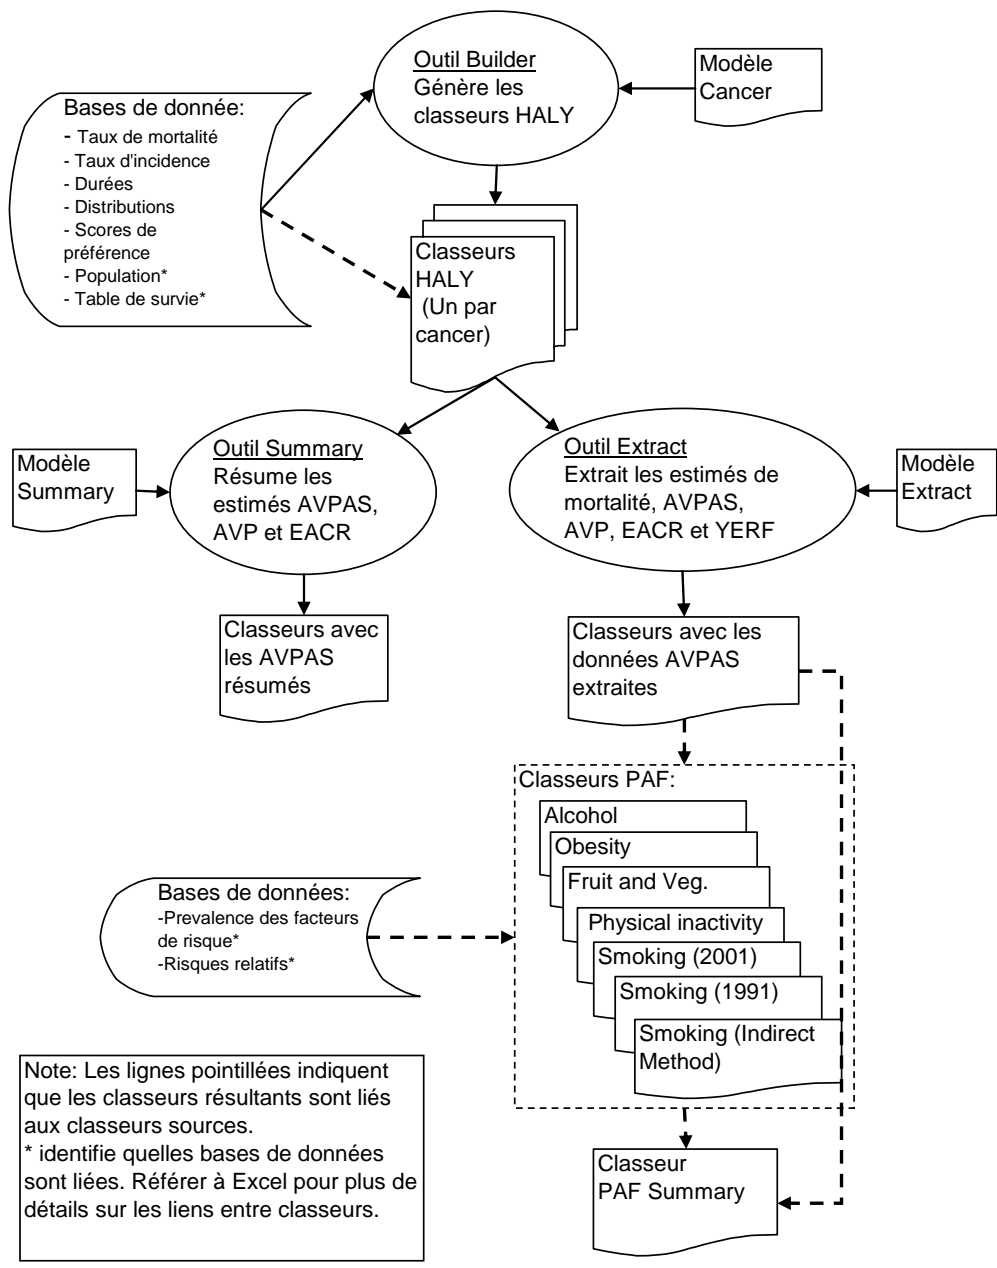 Outil Builder
Génère les
classeurs HALY
Modèle
Cancer
Bases de donnée:
- Taux de mortalité
- Taux d'incidence
- Durées
- Distributions
- Scores de
préférence
- Population*
- Table de survie*
Classeurs
HALY
(Un par
cancer)
Modèle
Summary
Outil Summary
Résume les
estimés AVPAS,
AVP et EACR
Outil Extract
Extrait les estimés de
mortalité, AVPAS,
AVP, EACR et YERF
Modèle
Extract
Classeurs avec
les AVPAS
résumés
Classeurs avec les
données AVPAS
extraites
Classeurs PAF:
Alcohol
Obesity
Fruit and Veg.
Physical inactivity
Smoking (2001)
Smoking (1991)
Smoking (Indirect
Method)
Bases de données:
-Prevalence des facteurs
de risque*
-Risques relatifs*
Note: Les lignes pointillées indiquent
que les classeurs résultants sont liés
aux classeurs sources.
* identifie quelles bases de données
sont liées. Référer à Excel pour plus de
détails sur les liens entre classeurs.
Classeur
PAF Summary